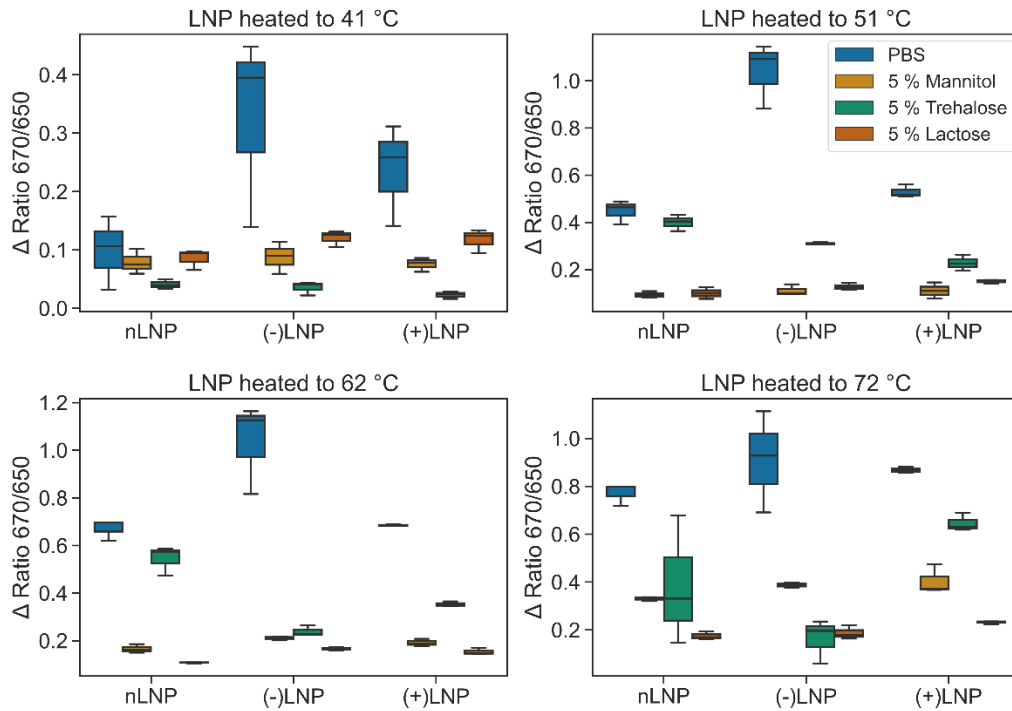 LNP heated to 41 °C
Δ Ratio 670/650
0.4
0.3
0.2
0.1
0.0
nLNP (-)LNP (+)LNP
LNP heated to 51 °C
Δ Ratio 670/650
1.0
0.8
0.6
0.4
0.2
nLNP (-)LNP (+)LNP
PBS
5 % Mannitol
5 % Trehalose
5 % Lactose
LNP heated to 62 °C
Δ Ratio 670/650
1.2
1.0
0.8
0.6
0.4
0.2
nLNP (-)LNP (+)LNP
LNP heated to 72 °C
Δ Ratio 670/650
1.0
0.8
0.6
0.4
0.2
nLNP (-)LNP (+)LNP